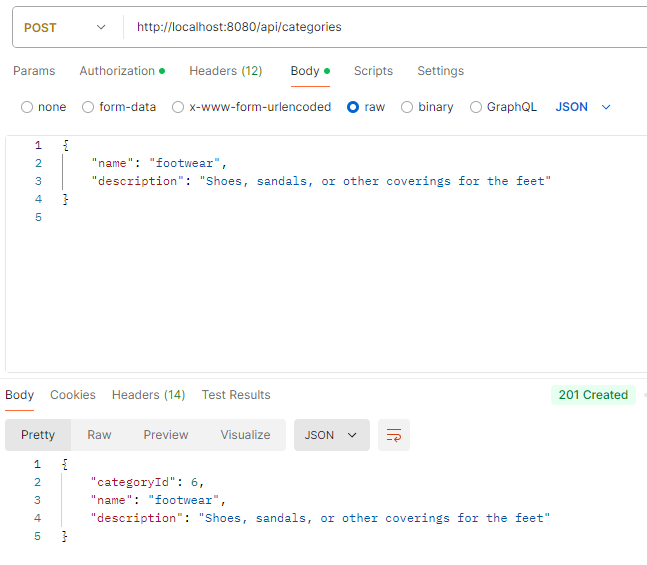 POST http://localhost:8080/api/categories
Params Authorization Headers (12) Body Scripts Settings
none form-data x-www-form-urlencoded raw binary GraphQL JSON
1 {
2 "name": "footwear",
3 "description": "Shoes, sandals, or other coverings for the feet"
4 }
5
Body Cookies Headers (14) Test Results 201 Created
Pretty Raw Preview Visualize JSON
1 {
2 "categoryId": 6,
3 "name": "footwear",
4 "description": "Shoes, sandals, or other coverings for the feet"
5 }